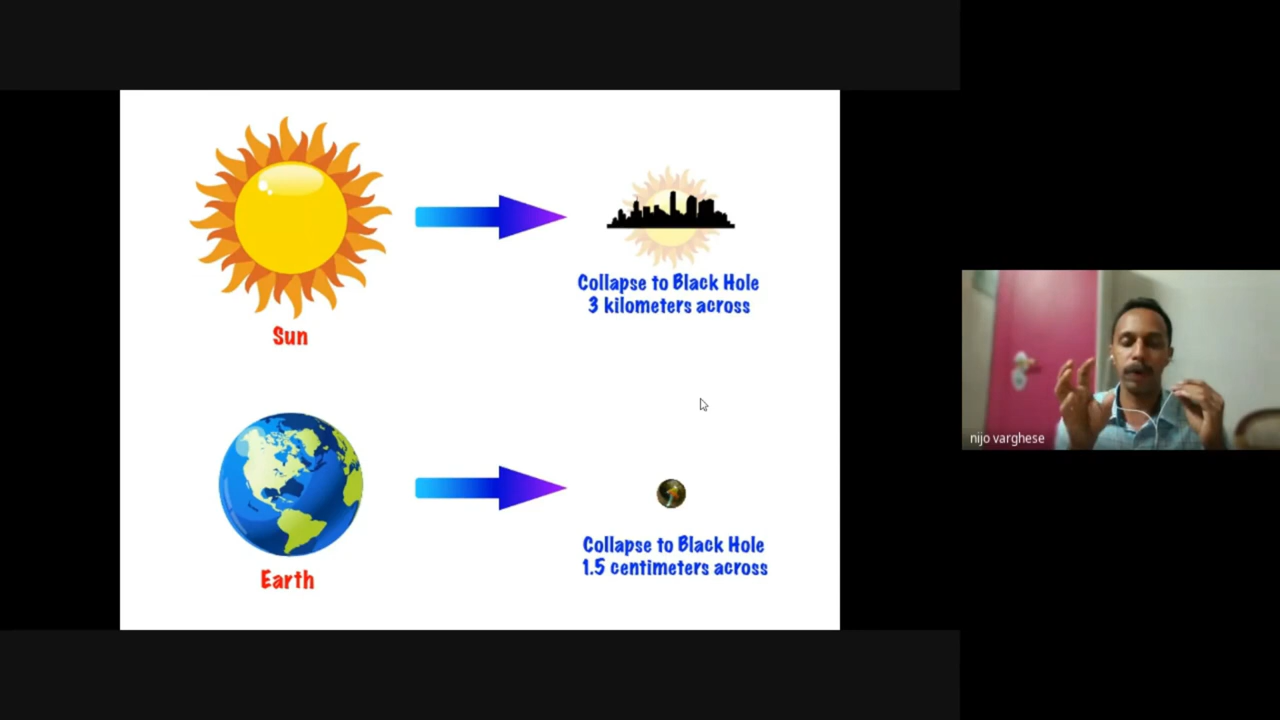 Sun
Collapse to Black Hole
3 kilometers across
Earth
Collapse to Black Hole
1.5 centimeters across
nijo varghese